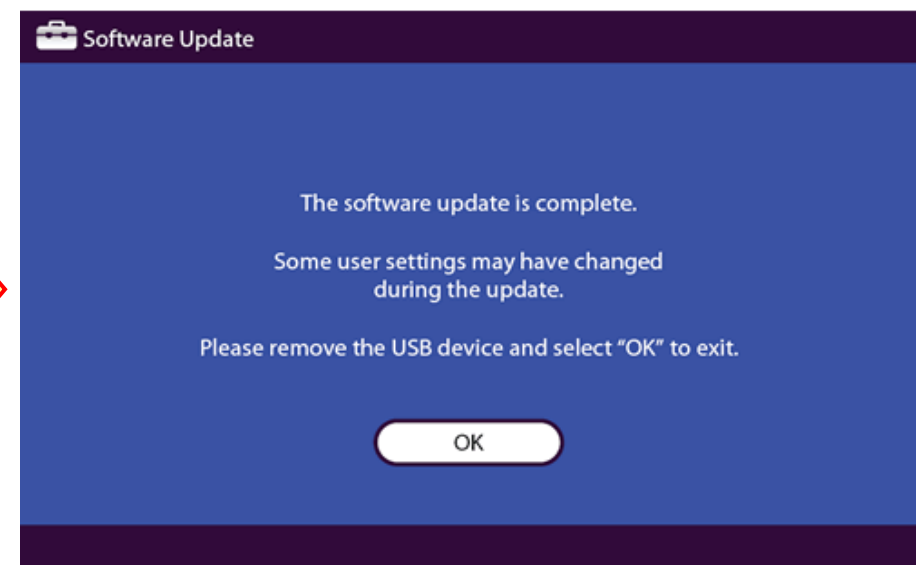 Software Update
The software update is complete.
Some user settings may have changed
during the update.
Please remove the USB device and select “OK” to exit.
OK